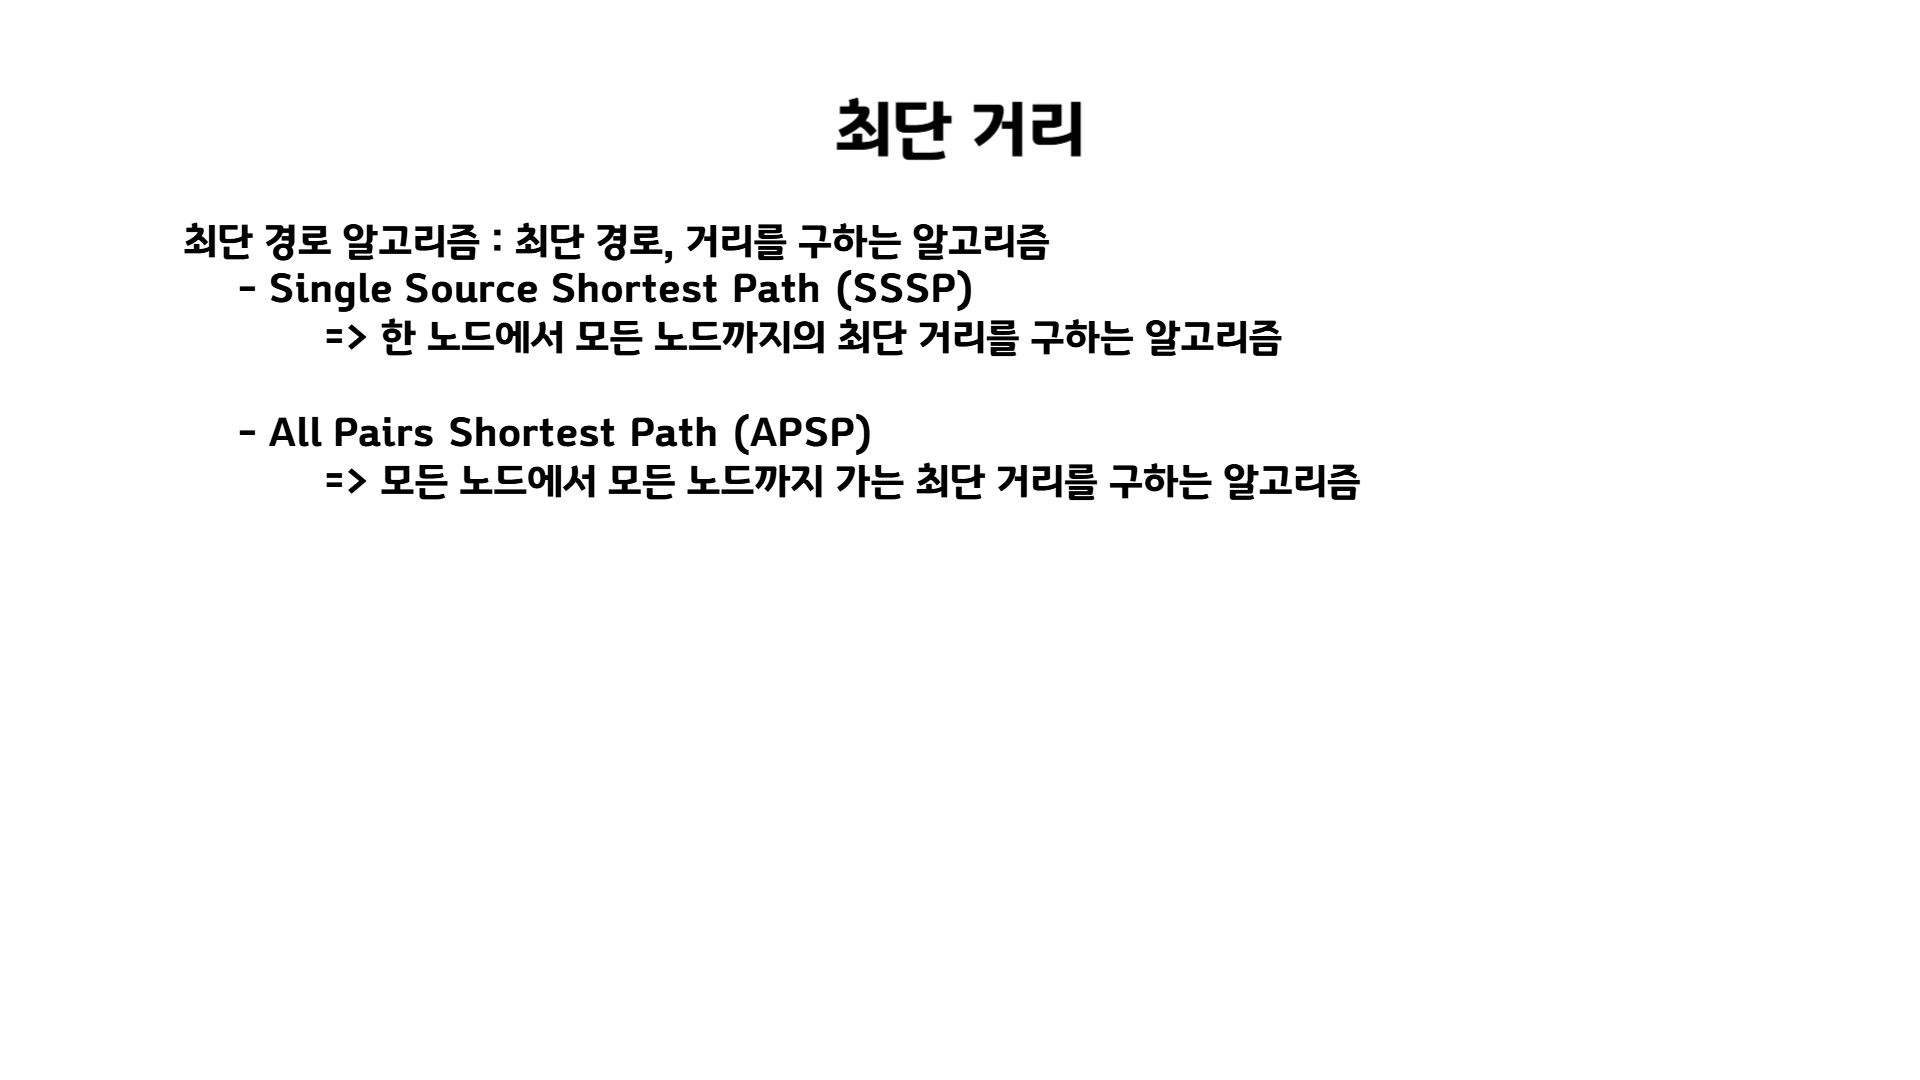 최단 거리
최단 경로 알고리즘 : 최단 경로, 거리를 구하는 알고리즘
- Single Source Shortest Path (SSSP)
=> 한 노드에서 모든 노드까지의 최단 거리를 구하는 알고리즘
- All Pairs Shortest Path (APSP)
=> 모든 노드에서 모든 노드까지 가는 최단 거리를 구하는 알고리즘